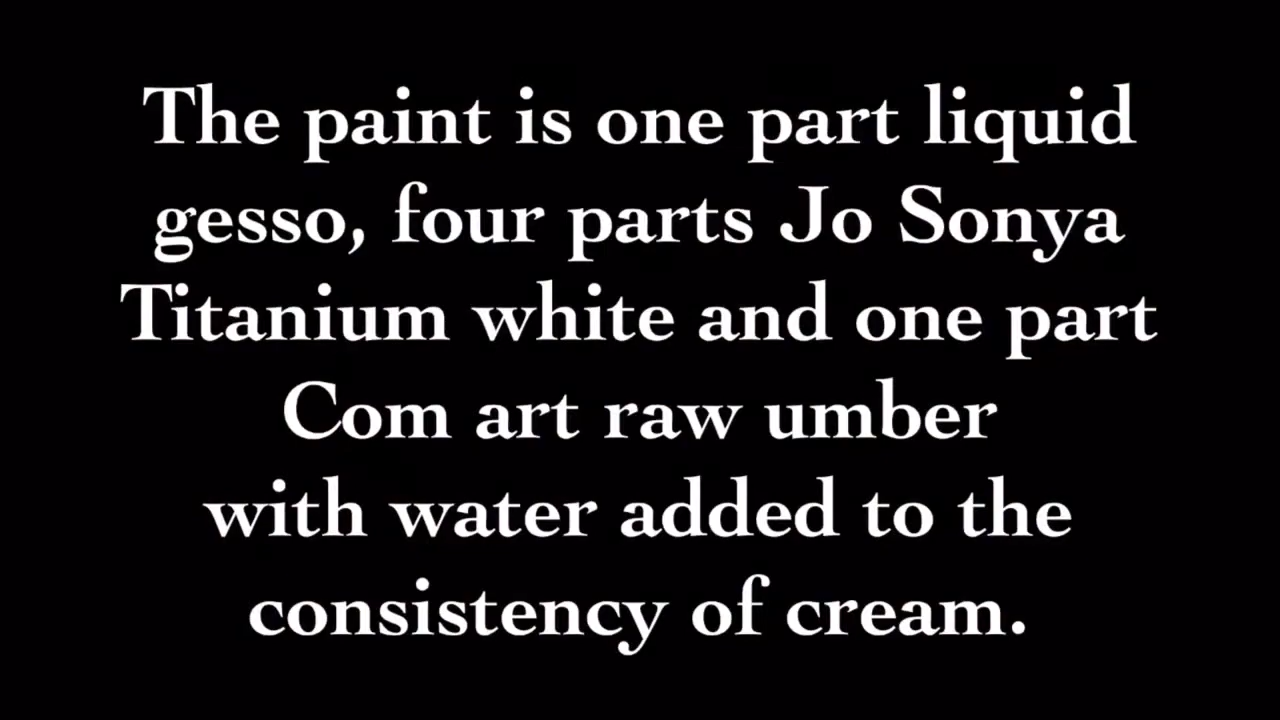 The paint is one part liquid
gesso, four parts Jo Sonya
Titanium white and one part
Com art raw umber
with water added to the
consistency of cream.